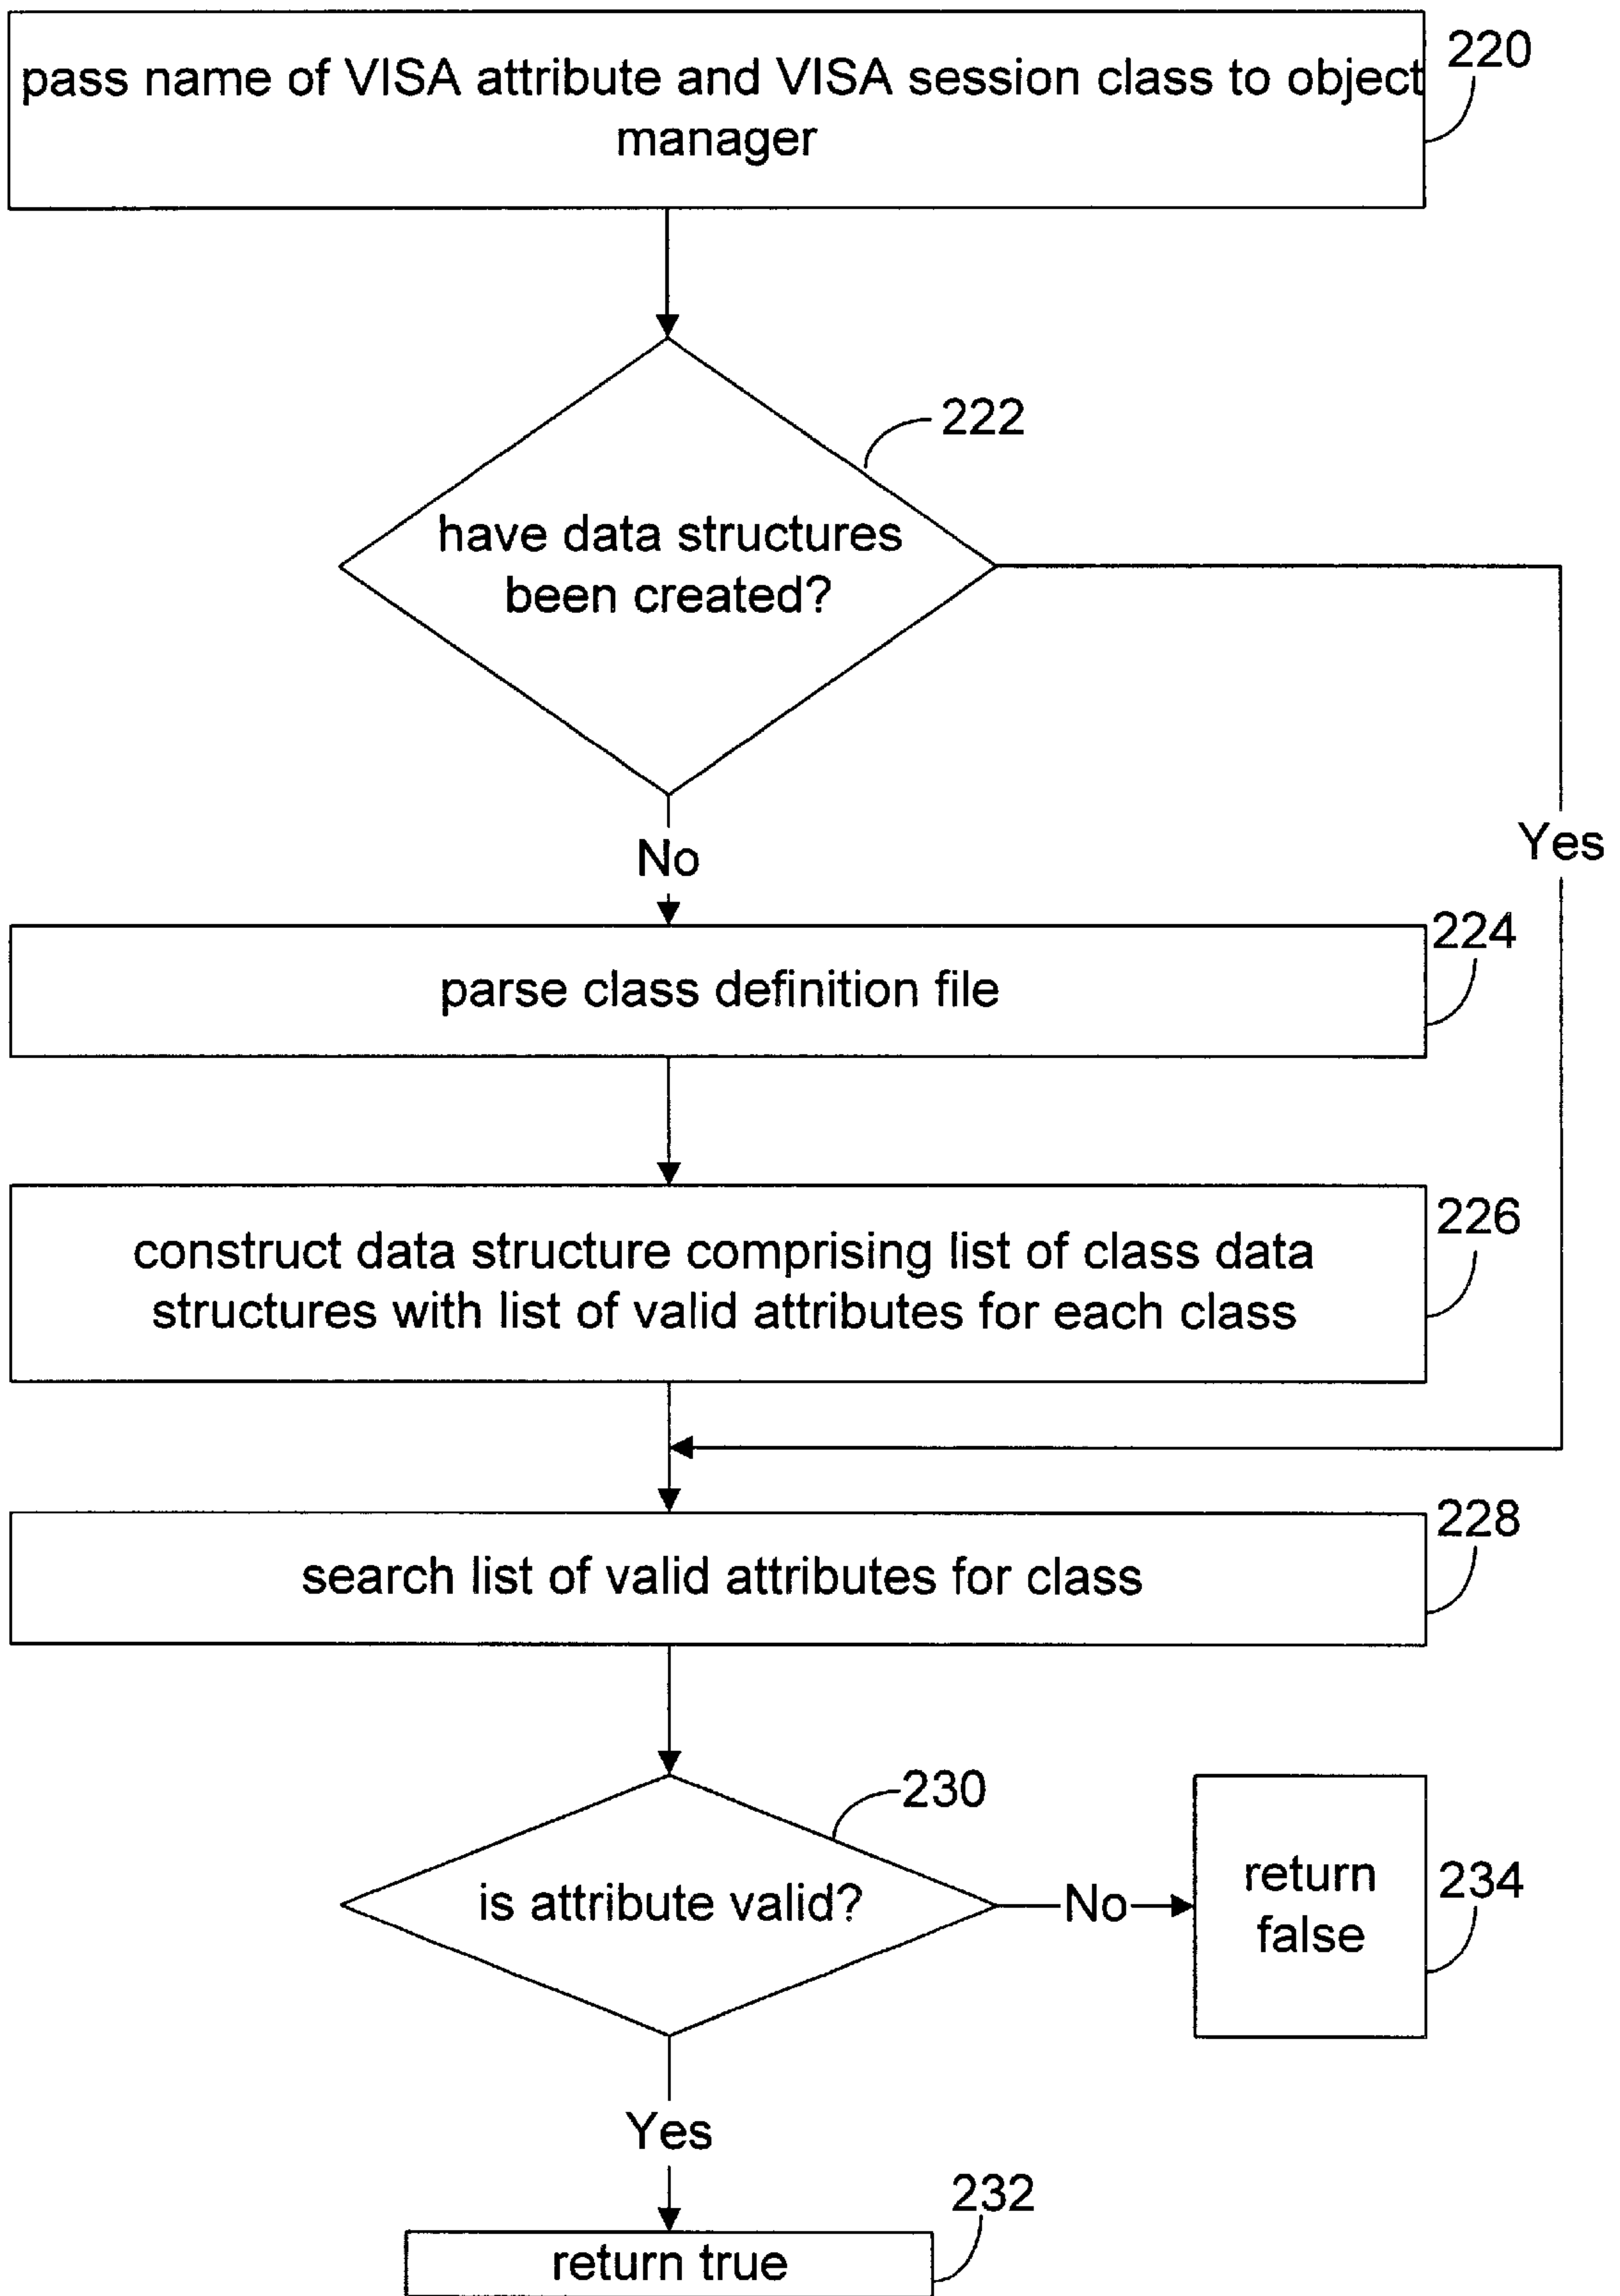 pass name of VISA attribute and VISA session class to object
manager
220
222
have data structures
been created?
No
Yes
224
parse class definition file
226
construct data structure comprising list of class data
structures with list of valid attributes for each class
228
search list of valid attributes for class
230
is attribute valid?
No
return
false
234
Yes
232
return true